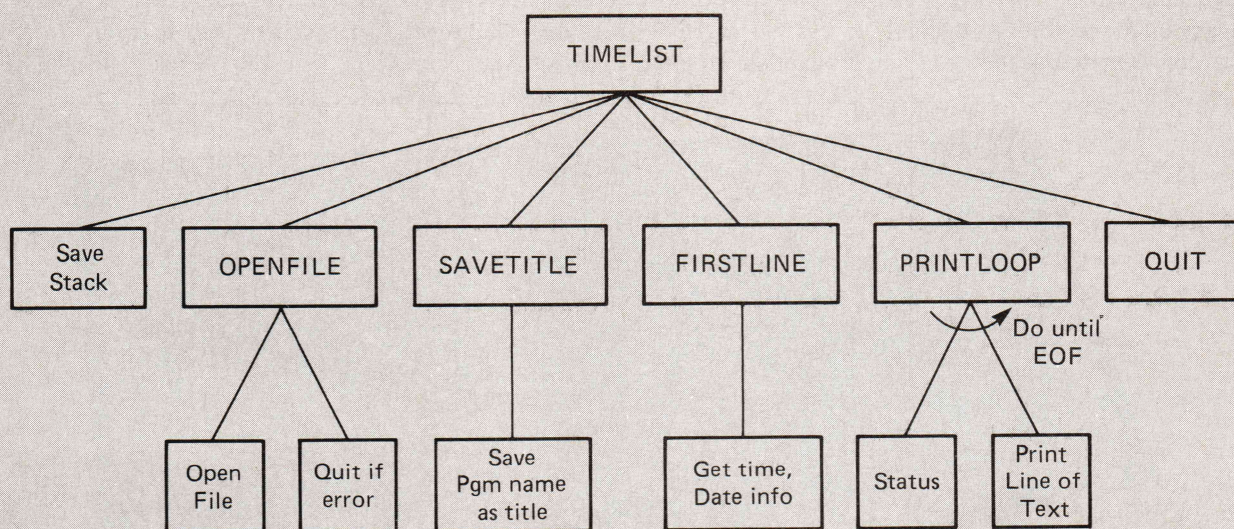 TIMELIST
Save
Stack
OPENFILE
SAVETITLE
FIRSTLINE
PRINTLOOP
QUIT
Do until
EOF
Open
File
Quit if
error
Save
Pgm name
as title
Get time,
Date info
Status
Print
Line of
Text